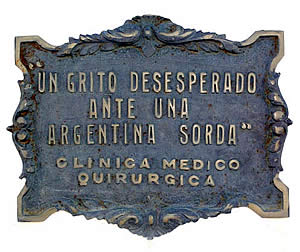 "UN GRITO DESESPERADO
ANTE UNA
ARGENTINA SORDA"
CLINICA MEDICO
QUIRURGICA